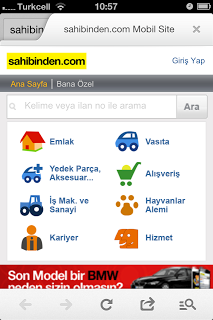 Turkcell 10:57
sahibin
sahibinden.com Mobil Site
sahibinden.com
Giriş Yap
Ana Sayfa | Bana Özel
Kelime veya ilan no ile arama
Ara
Emlak
Vasıta
Yedek Parça,
Aksesuar...
Alışveriş
İş Mak. ve
Sanayi
Hayvanlar
Alemi
Kariyer
Hizmet
Son Model bir BMW
neden sizin olmasın?